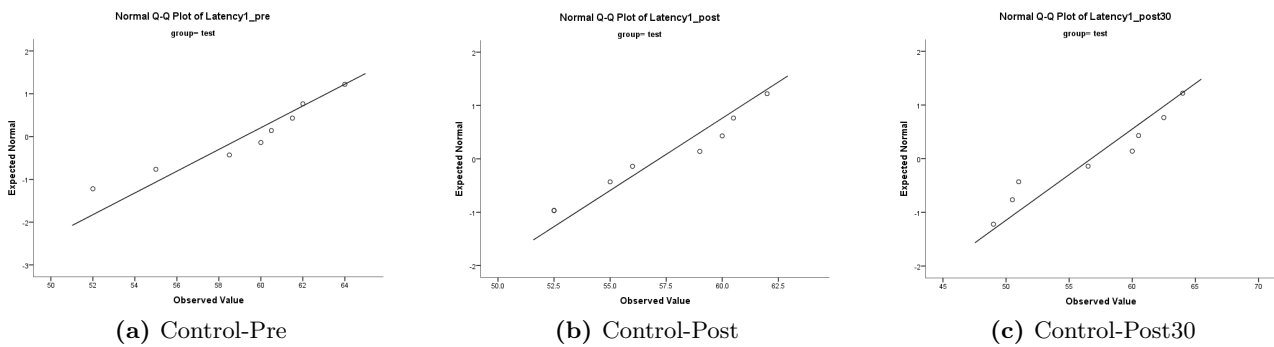 Normal Q-Q Plot of Latency1_pre
group= test
Expected Normal
2
1
0
-1
-2
-3
50
52
54
56
58
60
62
64
Observed Value
(a) Control-Pre
Normal Q-Q Plot of Latency1_post
group= test
Expected Normal
2
1
0
-1
-2
50.0
52.5
55.0
57.5
60.0
62.5
Observed Value
(b) Control-Post
Normal Q-Q Plot of Latency1_post30
group= test
Expected Normal
2
1
0
-1
-2
45
50
55
60
65
70
Observed Value
(c) Control-Post30